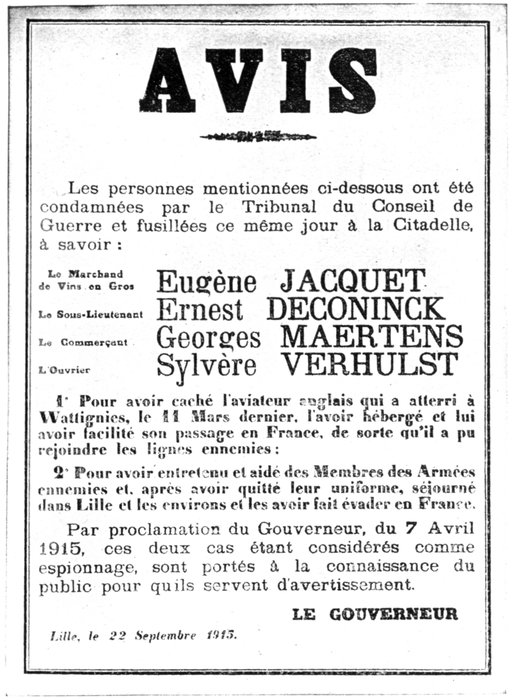 AVIS
Les personnes mentionnées ci-dessous ont été
condamnées par le Tribunal du Conseil de
Guerre et fusillées ce même jour à la Citadelle,
à savoir :
Le Marchand
de Vins en Gros Eugène JACQUET
Le Sous-Lieutenant Ernest DECONINCK
Le Commerçant Georges MAERTENS
L'Ouvrier Sylvère VERHULST
1° Pour avoir caché l'aviateur anglais qui a atterri à
Wattignies, le 11 Mars dernier, l'avoir hébergé et lui
avoir facilité son passage en France, de sorte qu'il a pu
rejoindre les lignes ennemies ;
2° Pour avoir entretenu et aidé des Membres des Armées
ennemies et, après avoir quitté leur uniforme, séjourné
dans Lille et les environs et les avoir fait évader en France.
Par proclamation du Gouverneur, du 7 Avril
1915, ces deux cas étant considérés comme
espionnage, sont portés à la connaissance du
public pour quils servent d'avertissement.
LE GOUVERNEUR
Lille, le 22 Septembre 1915.